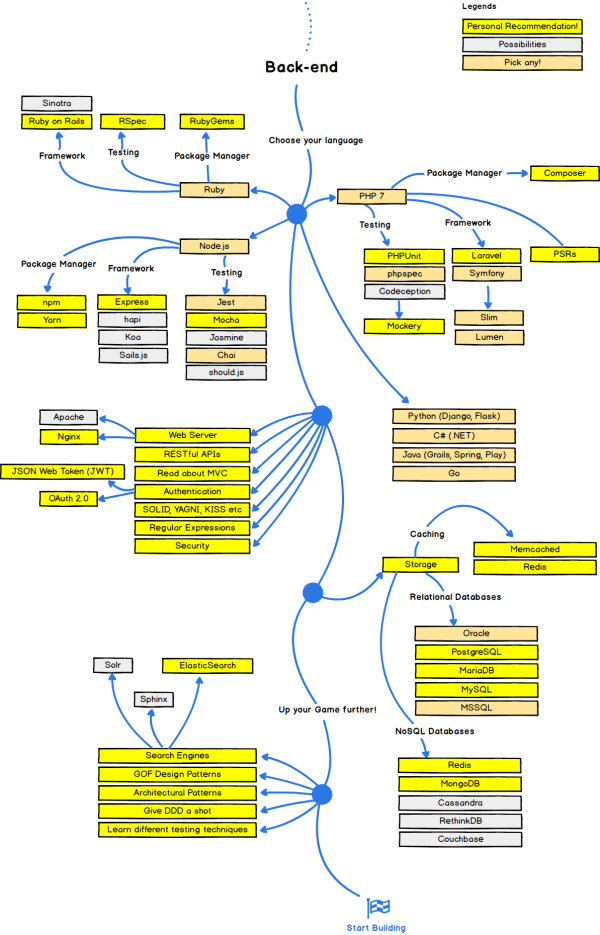 Legends
Personal Recommendation!
Possibilities
Pick any!
Back-end
Choose your language
Sinatra
Ruby on Rails
RSpec
RubyGems
Framework
Testing
Package Manager
Ruby
PHP 7
Package Manager
Composer
Testing
Framework
PHPUnit
phpspec
Codeception
Mockery
Laravel
Symfony
Slim
Lumen
PSRs
Node.js
Package Manager
Framework
Testing
npm
Yarn
Express
hapi
Koa
Sails.js
Jest
Mocha
Jasmine
Chai
should.js
Python (Django, Flask)
C# (.NET)
Java (Grails, Spring, Play)
Go
Apache
Nginx
JSON Web Token (JWT)
OAuth 2.0
Web Server
RESTful APIs
Read about MVC
Authentication
SOLID, YAGNI, KISS etc
Regular Expressions
Security
Caching
Storage
Memcached
Redis
Relational Databases
Oracle
PostgreSQL
MariaDB
MySQL
MSSQL
NoSQL Databases
Redis
MongoDB
Cassandra
RethinkDB
Couchbase
Up your Game further!
Solr
Sphinx
ElasticSearch
Search Engines
GOF Design Patterns
Architectural Patterns
Give DDD a shot
Learn different testing techniques
Start Building